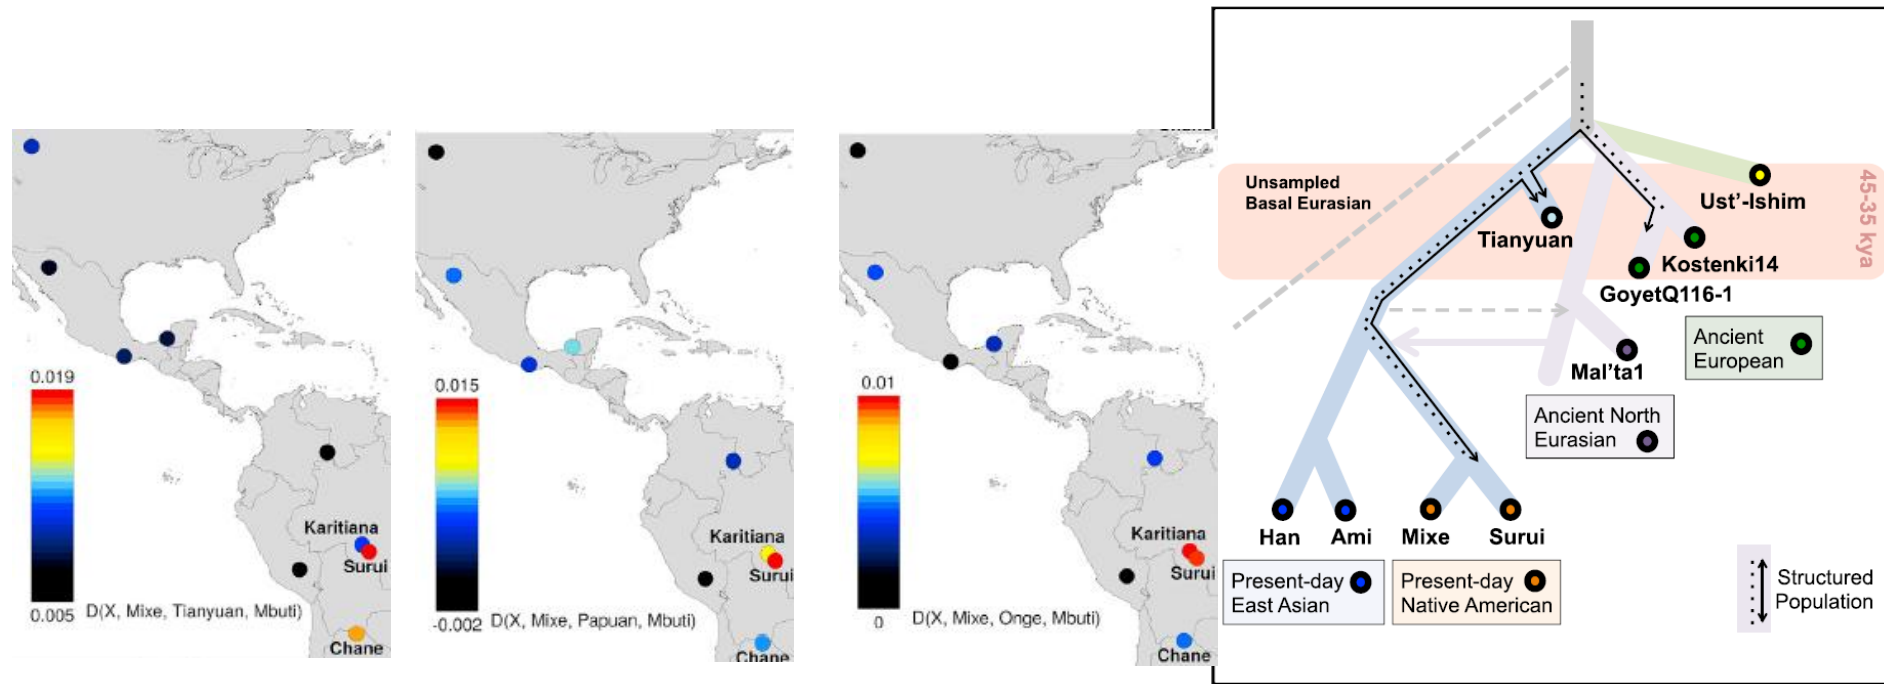 Karitiana
Surui
0.019
0.005
D(X, Mixe, Tianyuan, Mbuti)
Chane
Karitiana
Surui
0.015
-0.002
D(X, Mixe, Papuan, Mbuti)
Chane
Karitiana
Surui
0.01
0
D(X, Mixe, Onge, Mbuti)
Chane
Unsampled
Basal Eurasian
45-35 kya
Ust'-Ishim
Tianyuan
Kostenki14
GoyetQ116-1
Ancient
European
Mal'ta1
Ancient North
Eurasian
Han
Ami
Mixe
Surui
Present-day
East Asian
Present-day
Native American
Structured
Population